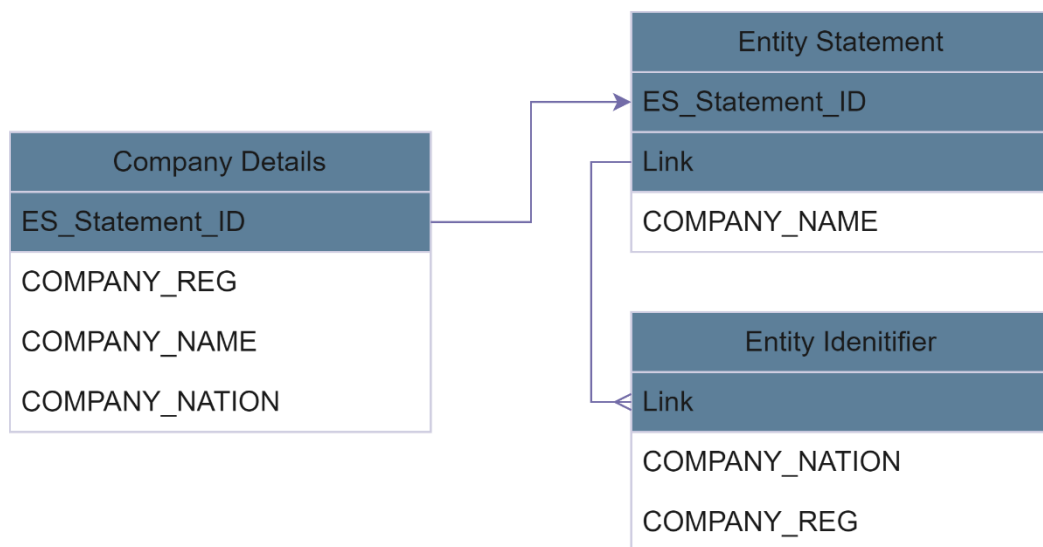 Company Details
ES_Statement_ID
COMPANY_REG
COMPANY_NAME
COMPANY_NATION
Entity Statement
ES_Statement_ID
Link
COMPANY_NAME
Entity Idenitifier
Link
COMPANY_NATION
COMPANY_REG